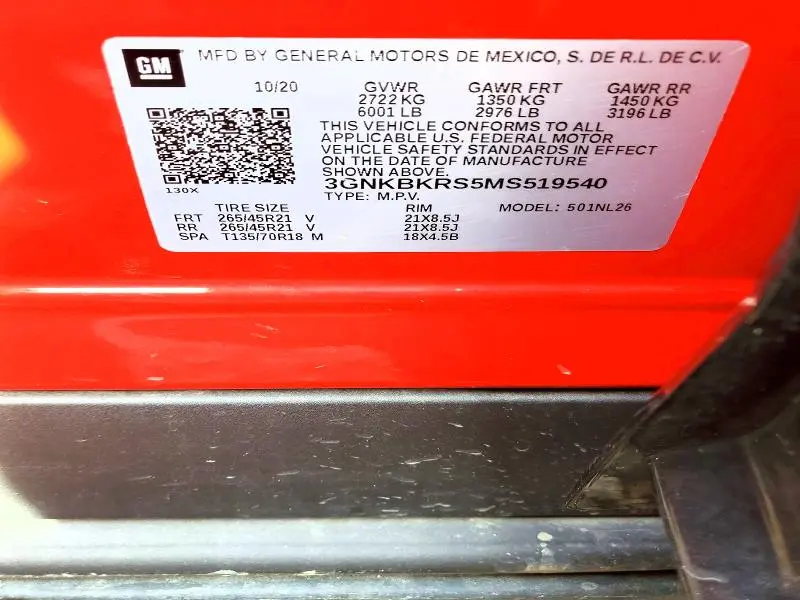 GM MFD BY GENERAL MOTORS DE MEXICO, S. DE R.L. DE C.V.
10/20 GVWR GAWR FRT GAWR RR
2722 KG 1350 KG 1450 KG
6001 LB 2976 LB 3196 LB
THIS VEHICLE CONFORMS TO ALL
APPLICABLE U.S. FEDERAL MOTOR
VEHICLE SAFETY STANDARDS IN EFFECT
ON THE DATE OF MANUFACTURE
SHOWN ABOVE.
130X 3GNKBKRS5MS519540
TYPE: M.P.V. MODEL: 501NL26
TIRE SIZE RIM
FRT 265/45R21 V 21X8.5J
RR 265/45R21 V 21X8.5J
SPA T135/70R18 M 18X4.5B